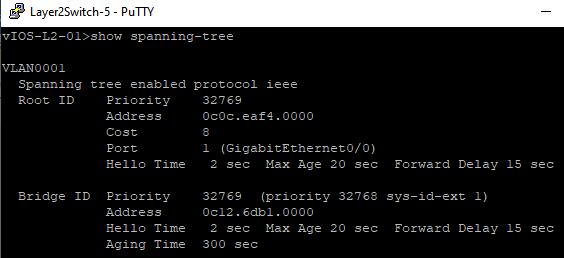 Layer2Switch-5 - PuTTY
vIOS-L2-01>show spanning-tree
VLAN0001
Spanning tree enabled protocol ieee
Root ID Priority 32769
Address 0c0c.eaf4.0000
Cost 8
Port 1 (GigabitEthernet0/0)
Hello Time 2 sec Max Age 20 sec Forward Delay 15 sec
Bridge ID Priority 32769 (priority 32768 sys-id-ext 1)
Address 0c12.6db1.0000
Hello Time 2 sec Max Age 20 sec Forward Delay 15 sec
Aging Time 300 sec